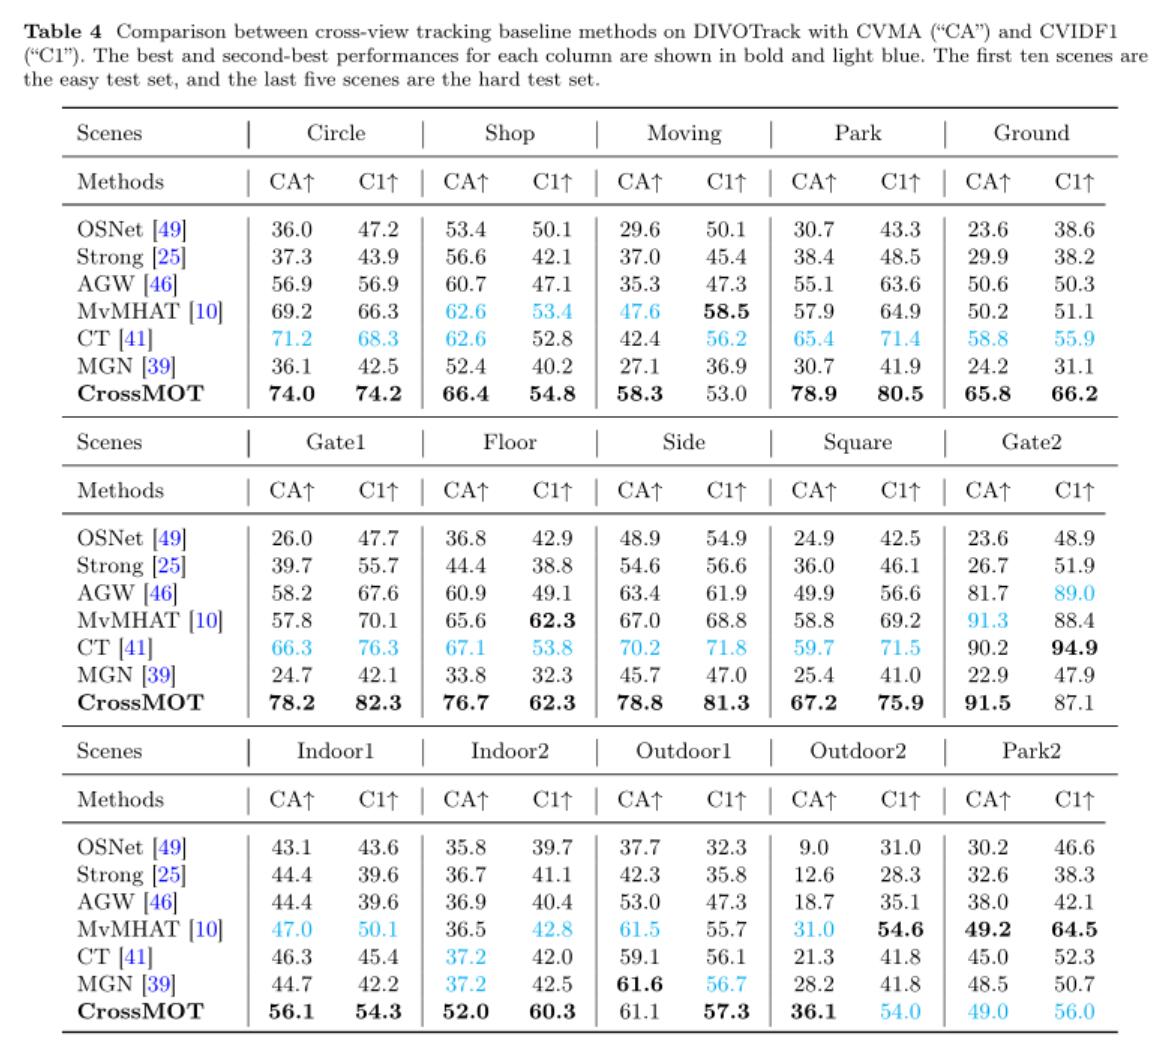 Table 4 Comparison between cross-view tracking baseline methods on DIVOTrack with CVMA (“CA”) and CVIDF1
(“C1”). The best and second-best performances for each column are shown in bold and light blue. The first ten scenes are
the easy test set, and the last five scenes are the hard test set.
Scenes | Circle | Shop | Moving | Park | Ground
Methods | CA↑ C1↑ | CA↑ C1↑ | CA↑ C1↑ | CA↑ C1↑ | CA↑ C1↑
OSNet [49] 36.0 47.2 53.4 50.1 29.6 50.1 30.7 43.3 23.6 38.6
Strong [25] 37.3 43.9 56.6 42.1 37.0 45.4 38.4 48.5 29.9 38.2
AGW [46] 56.9 56.9 60.7 47.1 35.3 47.3 55.1 63.6 50.6 50.3
MvMHAT [10] 69.2 66.3 62.6 53.4 47.6 58.5 57.9 64.9 50.2 51.1
CT [41] 71.2 68.3 62.6 52.8 42.4 56.2 65.4 71.4 58.8 55.9
MGN [39] 36.1 42.5 52.4 40.2 27.1 36.9 30.7 41.9 24.2 31.1
CrossMOT 74.0 74.2 66.4 54.8 58.3 53.0 78.9 80.5 65.8 66.2
Scenes | Gate1 | Floor | Side | Square | Gate2
Methods | CA↑ C1↑ | CA↑ C1↑ | CA↑ C1↑ | CA↑ C1↑ | CA↑ C1↑
OSNet [49] 26.0 47.7 36.8 42.9 48.9 54.9 24.9 42.5 23.6 48.9
Strong [25] 39.7 55.7 44.4 38.8 54.6 56.6 36.0 46.1 26.7 51.9
AGW [46] 58.2 67.6 60.9 49.1 63.4 61.9 49.9 56.6 81.7 89.0
MvMHAT [10] 57.8 70.1 65.6 62.3 67.0 68.8 58.8 69.2 91.3 88.4
CT [41] 66.3 76.3 67.1 53.8 70.2 71.8 59.7 71.5 90.2 94.9
MGN [39] 24.7 42.1 33.8 32.3 45.7 47.0 25.4 41.0 22.9 47.9
CrossMOT 78.2 82.3 76.7 62.3 78.8 81.3 67.2 75.9 91.5 87.1
Scenes | Indoor1 | Indoor2 | Outdoor1 | Outdoor2 | Park2
Methods | CA↑ C1↑ | CA↑ C1↑ | CA↑ C1↑ | CA↑ C1↑ | CA↑ C1↑
OSNet [49] 43.1 43.6 35.8 39.7 37.7 32.3 9.0 31.0 30.2 46.6
Strong [25] 44.4 39.6 36.7 41.1 42.3 35.8 12.6 28.3 32.6 38.3
AGW [46] 44.4 39.6 36.9 40.4 53.0 47.3 18.7 35.1 38.0 42.1
MvMHAT [10] 47.0 50.1 36.5 42.8 61.5 55.7 31.0 54.6 49.2 64.5
CT [41] 46.3 45.4 37.2 42.0 59.1 56.1 21.3 41.8 45.0 52.3
MGN [39] 44.7 42.2 37.2 42.5 61.6 56.7 28.2 41.8 48.5 50.7
CrossMOT 56.1 54.3 52.0 60.3 61.1 57.3 36.1 54.0 49.0 56.0